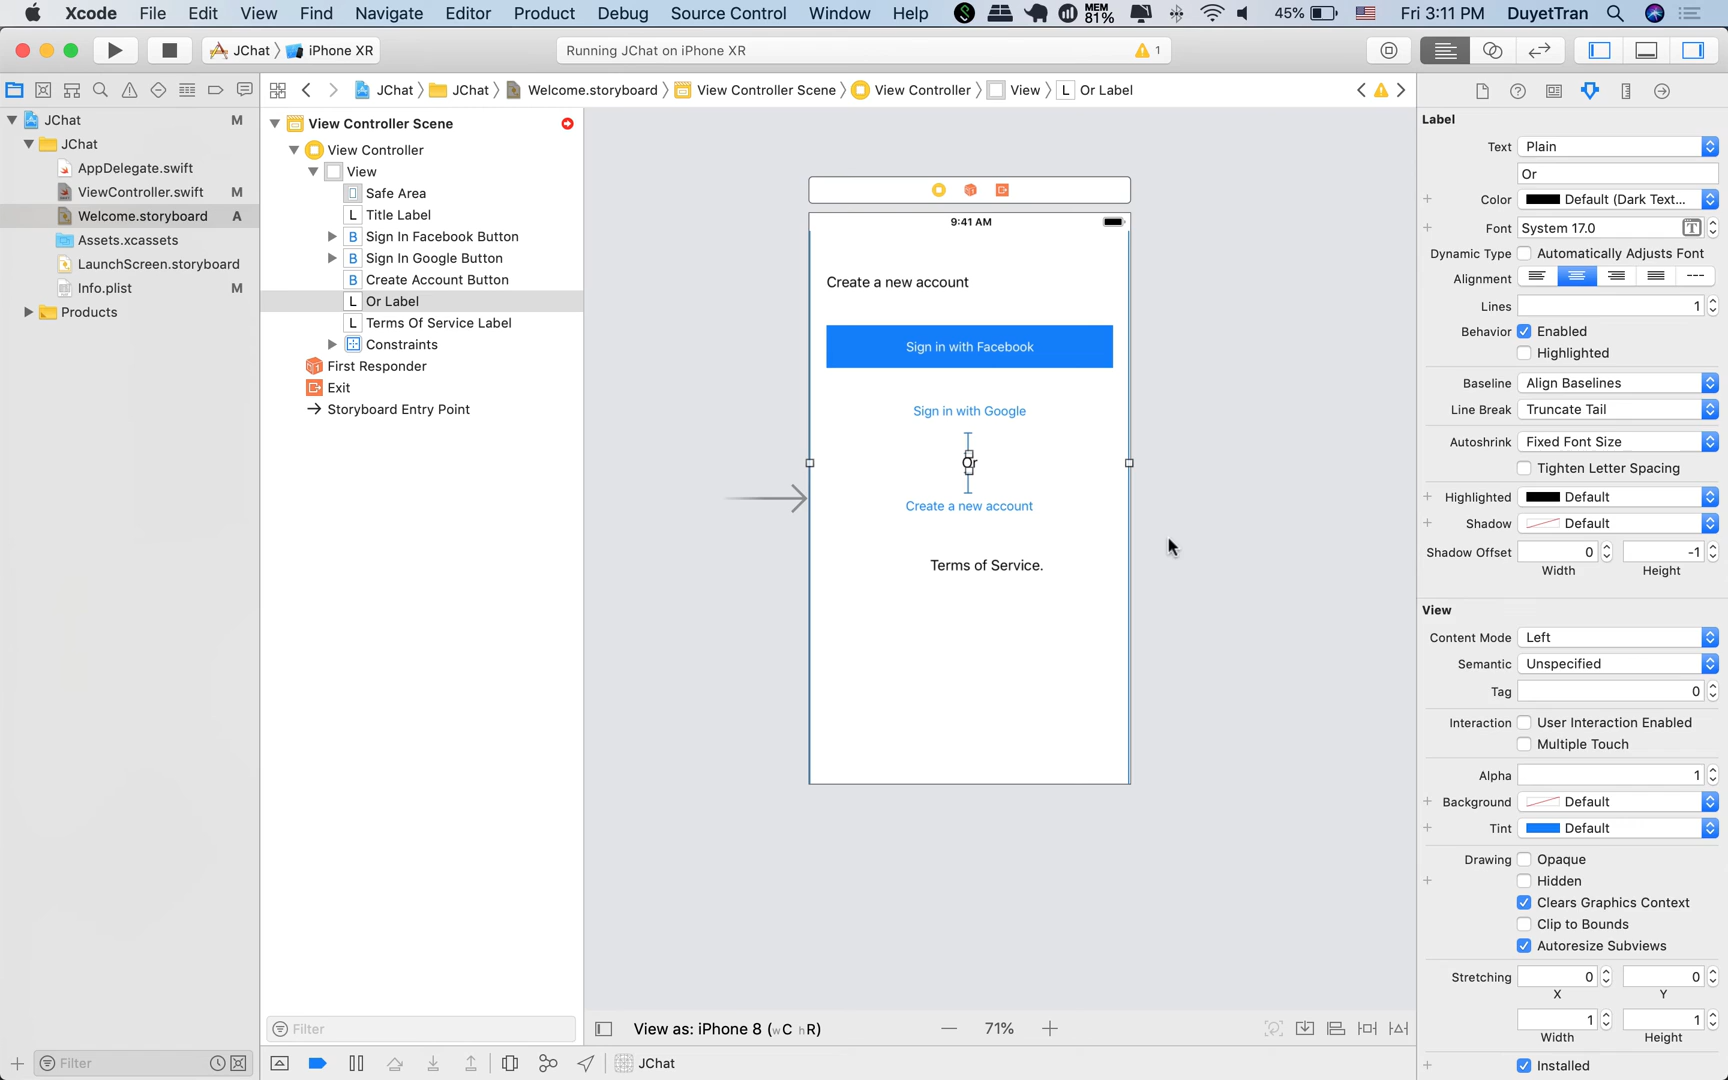 Xcode File Edit View Find Navigate Editor Product Debug Source Control Window Help MEM 81% 45% Fri 3:11 PM DuyetTran
JChat iPhone XR Running JChat on iPhone XR 1
JChat JChat Welcome.storyboard View Controller Scene View Controller View L Or Label
JChat M
JChat
AppDelegate.swift
ViewController.swift M
Welcome.storyboard A
Assets.xcassets
LaunchScreen.storyboard
Info.plist M
Products
Filter
View Controller Scene
View Controller
View
Safe Area
L Title Label
B Sign In Facebook Button
B Sign In Google Button
B Create Account Button
L Or Label
L Terms Of Service Label
Constraints
First Responder
Exit
Storyboard Entry Point
Filter
9:41 AM
Create a new account
Sign in with Facebook
Sign in with Google
Or
Create a new account
Terms of Service.
View as: iPhone 8 (wC hR) 71%
JChat
Label
Text Plain
Or
Color Default (Dark Text...
Font System 17.0 T
Dynamic Type Automatically Adjusts Font
Alignment
Lines 1
Behavior Enabled
Highlighted
Baseline Align Baselines
Line Break Truncate Tail
Autoshrink Fixed Font Size
Tighten Letter Spacing
Highlighted Default
Shadow Default
Shadow Offset 0 -1
Width Height
View
Content Mode Left
Semantic Unspecified
Tag 0
Interaction User Interaction Enabled
Multiple Touch
Alpha 1
Background Default
Tint Default
Drawing Opaque
Hidden
Clears Graphics Context
Clip to Bounds
Autoresize Subviews
Stretching 0 0
X Y
1 1
Width Height
Installed